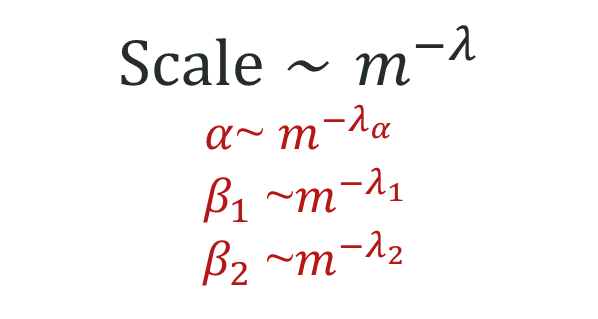 Scale ~ m^{-λ}
α~ m^{-λ_α}
β_1 ~m^{-λ_1}
β_2 ~m^{-λ_2}